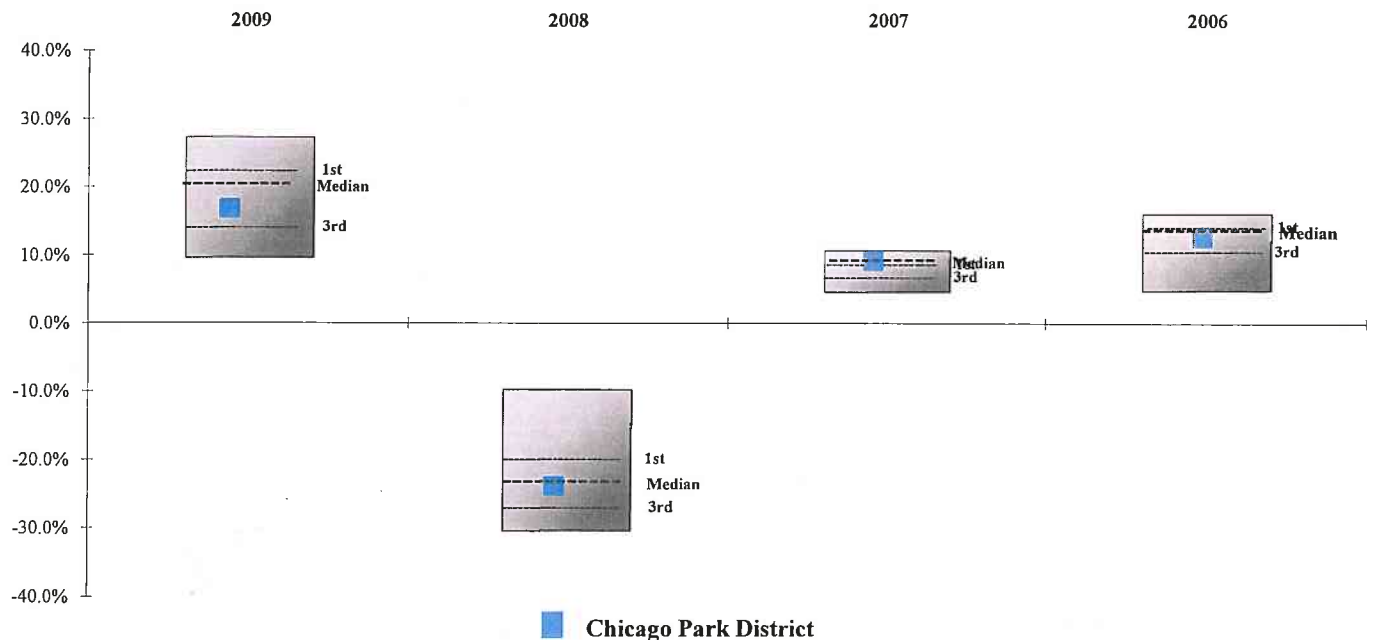 2009 2008 2007 2006
40.0%
30.0%
20.0%
10.0%
0.0%
-10.0%
-20.0%
-30.0%
-40.0%
1st
Median
3rd
1st
Median
3rd
Median
1st
3rd
1st
Median
3rd
Chicago Park District